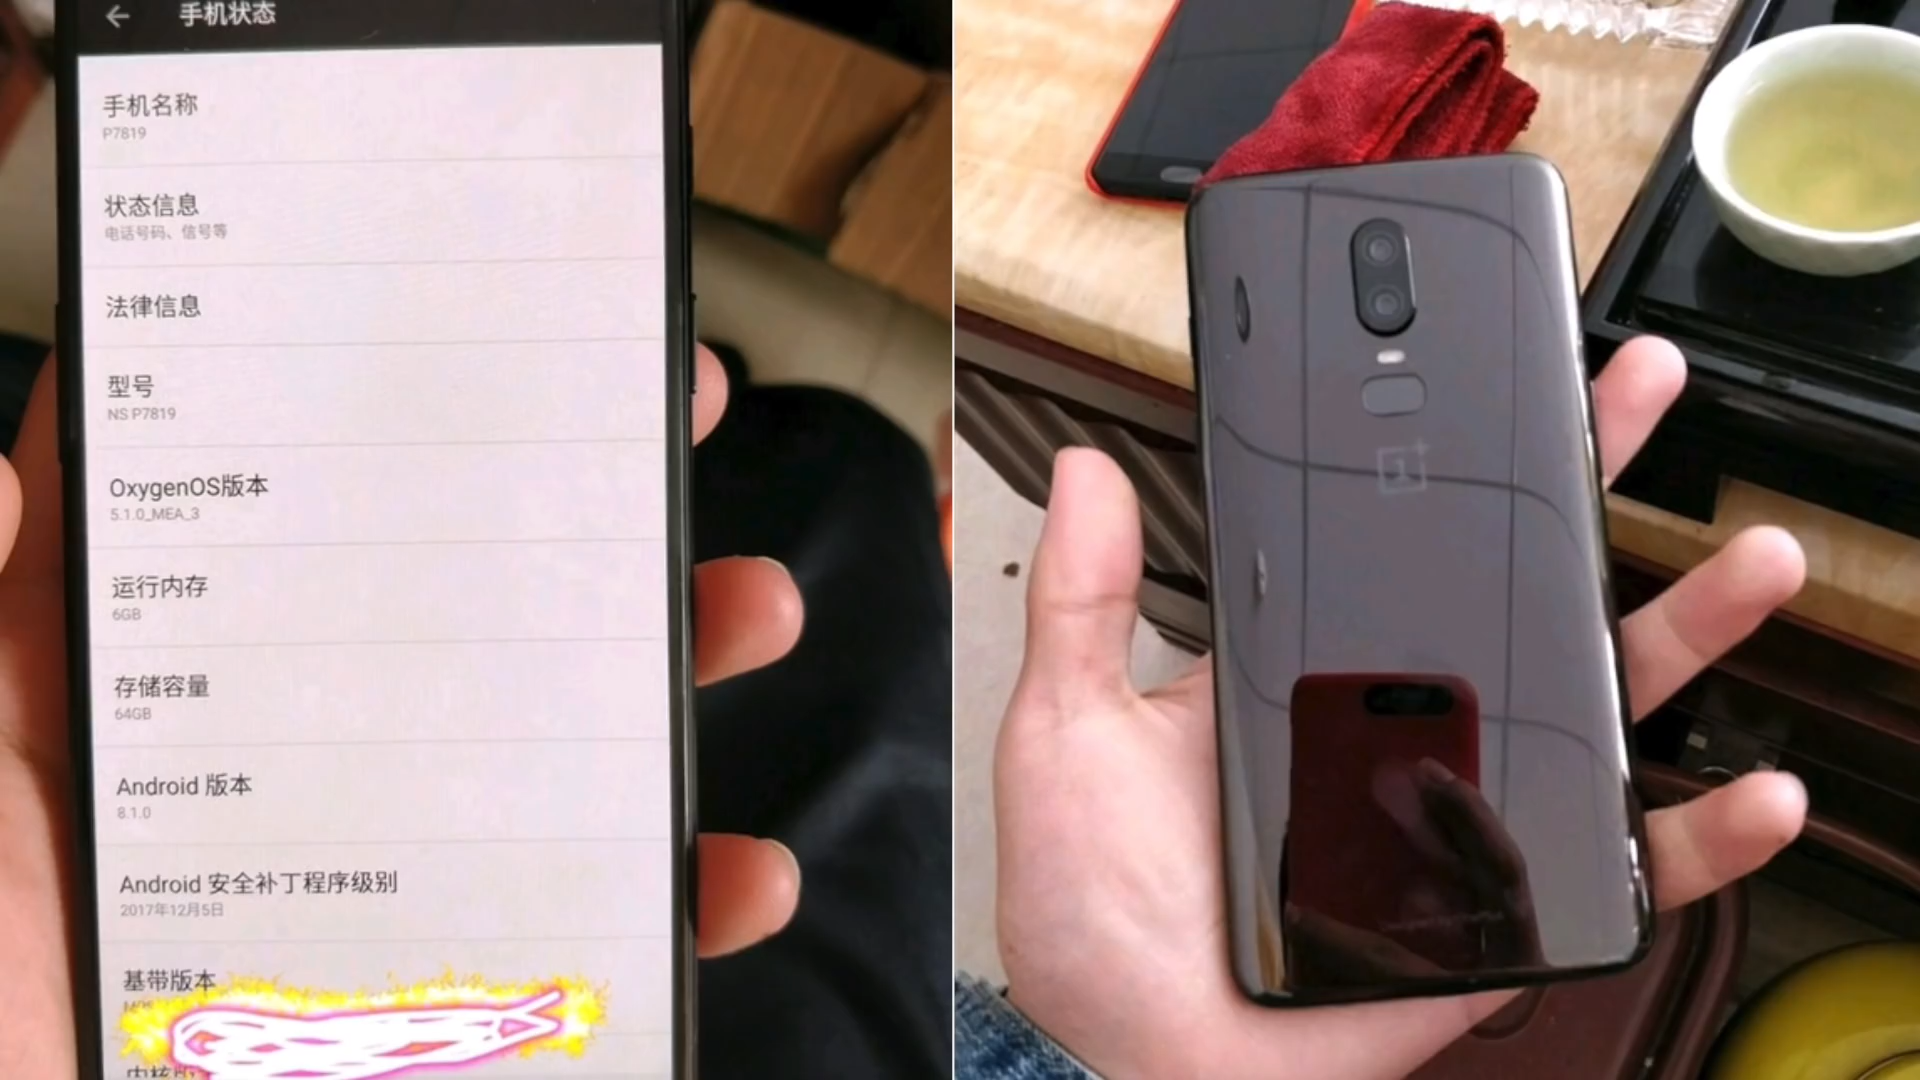 手机状态
手机名称
P7819
状态信息
电话号码、信号等
法律信息
型号
NS P7819
OxygenOS版本
5.1.0_MEA_3
运行内存
6GB
存储容量
64GB
Android 版本
8.1.0
Android 安全补丁程序级别
2017年12月5日
基带版本